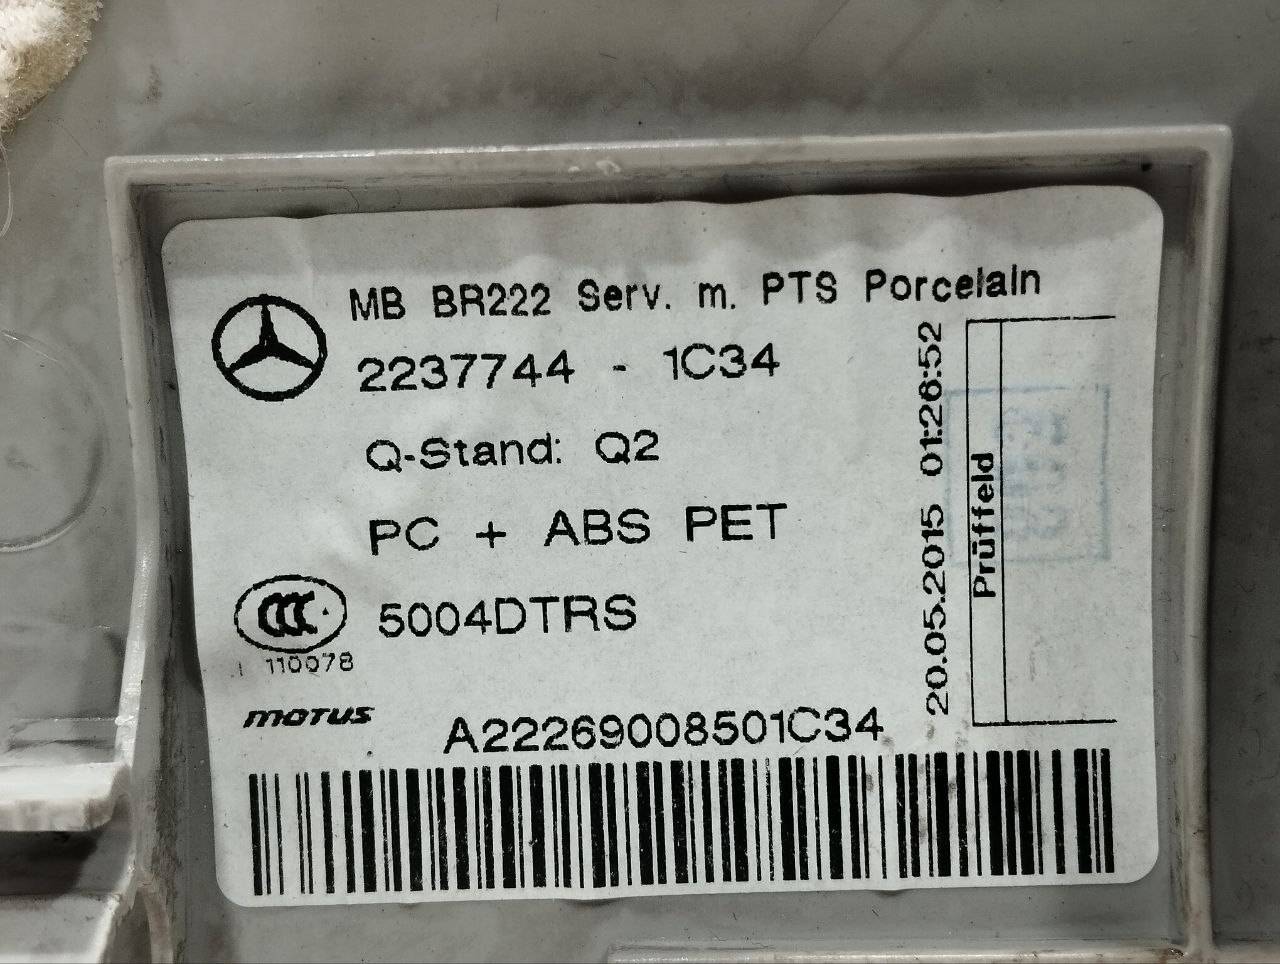 MB BR222 Serv. m. PTS Porcelain
2237744 - 1C34
Q-Stand: Q2
PC + ABS PET
CCC
5004DTRS
110078
motus
A22269008501C34
20.05.2015 01:26:52
Prüffeld